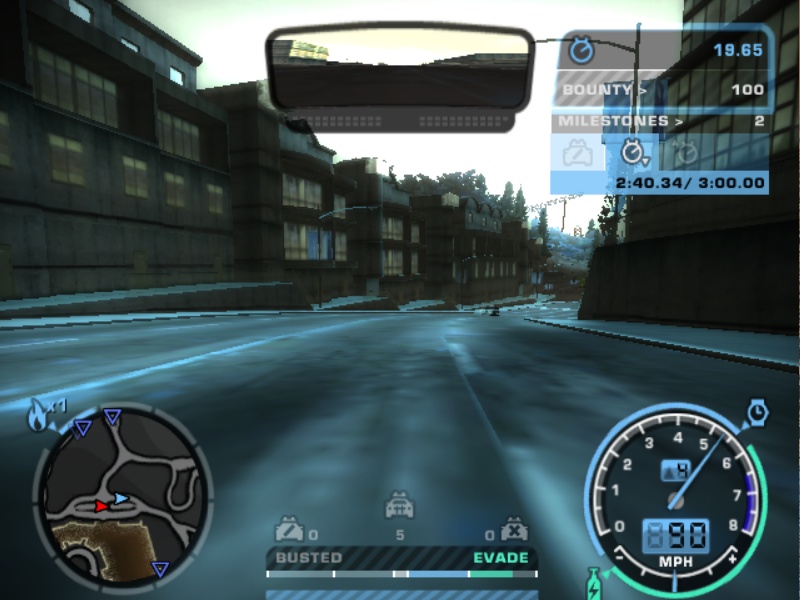 19.65
BOUNTY > 100
MILESTONES > 2
2:40.34/ 3:00.00
x1
0 1 2 3 4 5 6 7 8
4
90
MPH
- +
0 5 0
BUSTED EVADE